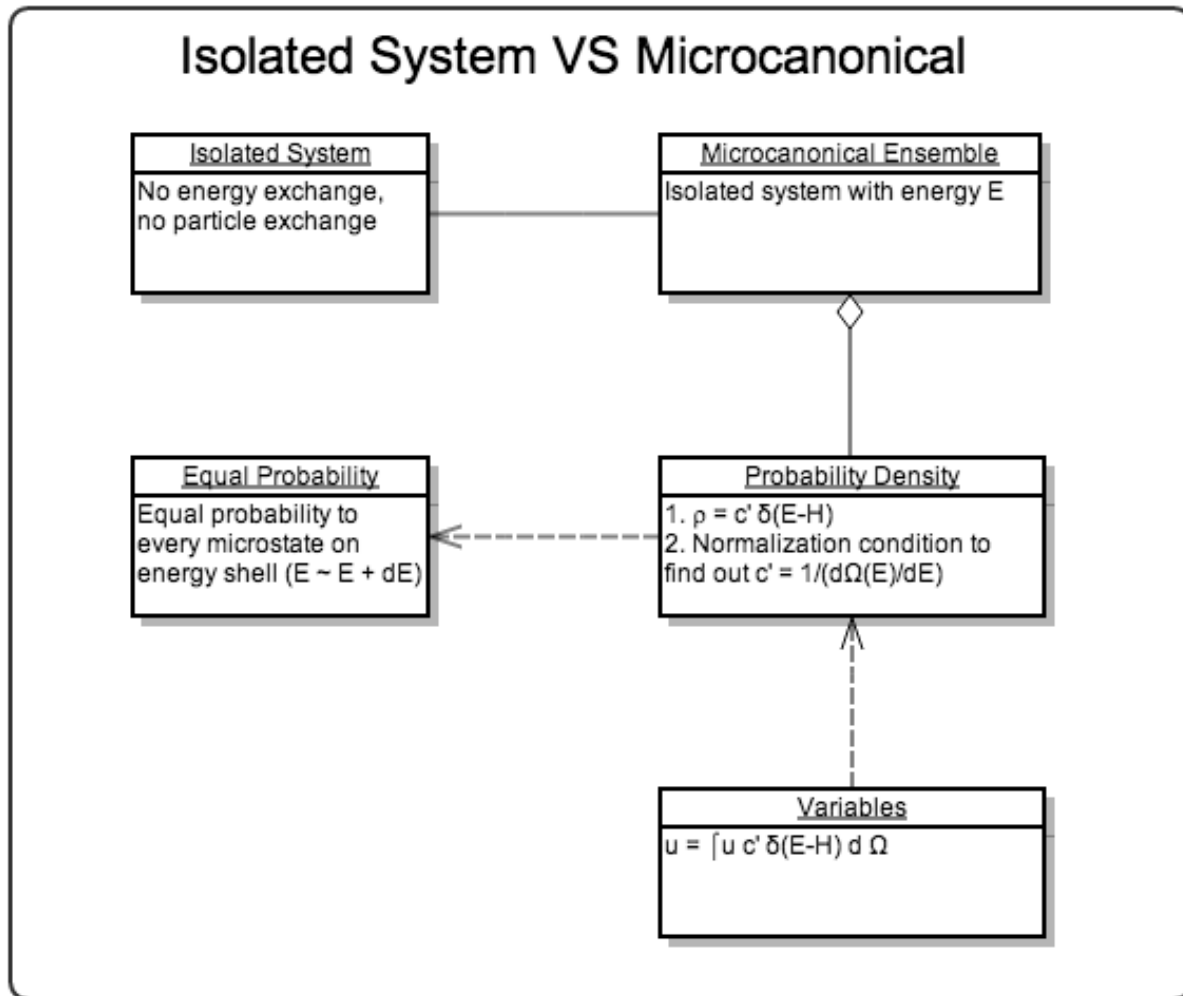 Isolated System VS Microcanonical
Isolated System
No energy exchange,
no particle exchange
Microcanonical Ensemble
Isolated system with energy E
Equal Probability
Equal probability to
every microstate on
energy shell (E ~ E + dE)
Probability Density
1. ρ = c' δ(E-H)
2. Normalization condition to
find out c' = 1/(dΩ(E)/dE)
Variables
u = ∫u c' δ(E-H) d Ω